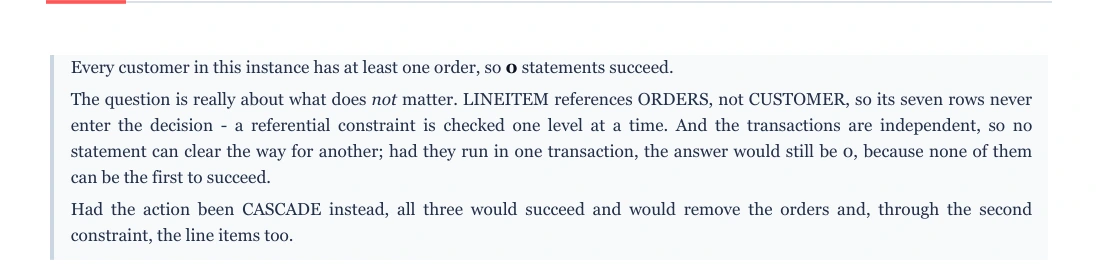 Every customer in this instance has at least one order, so 0 statements succeed.
The question is really about what does not matter. LINEITEM references ORDERS, not CUSTOMER, so its seven rows never
enter the decision - a referential constraint is checked one level at a time. And the transactions are independent, so no
statement can clear the way for another; had they run in one transaction, the answer would still be 0, because none of them
can be the first to succeed.
Had the action been CASCADE instead, all three would succeed and would remove the orders and, through the second
constraint, the line items too.